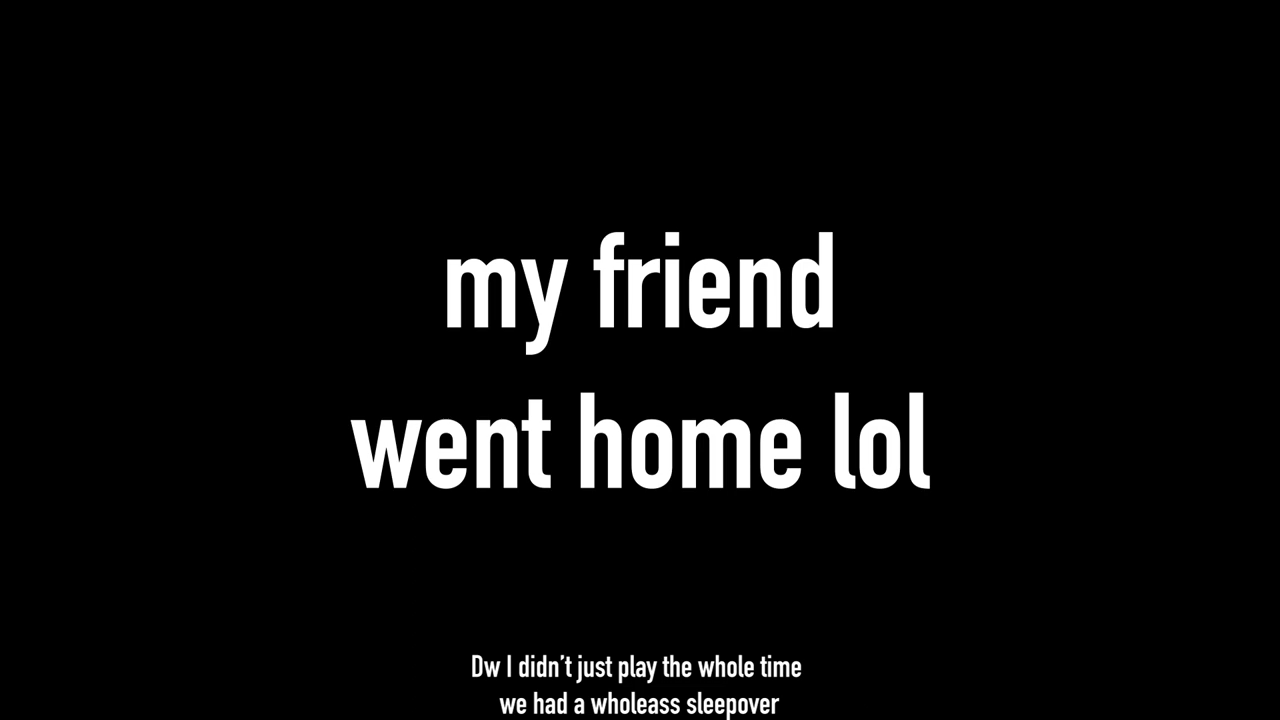 my friend
went home lol
Dw I didn't just play the whole time
we had a wholeass sleepover